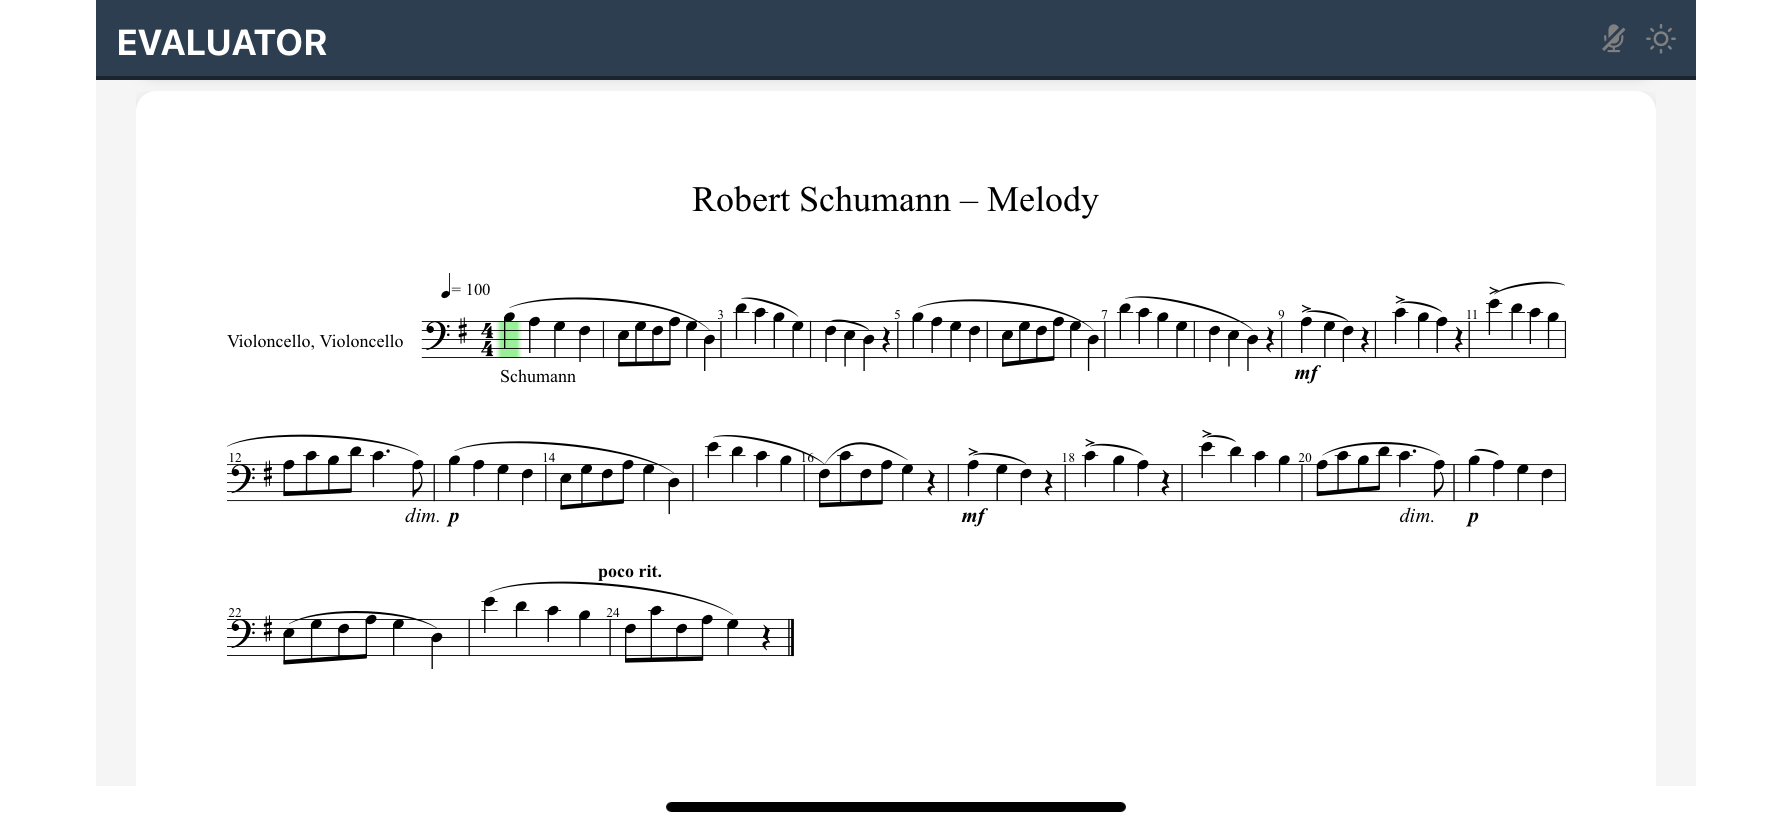 EVALUATOR
Robert Schumann – Melody
= 100
Violoncello, Violoncello
3 5 7 9 11
Schumann
mf
12 14 16 18 20
dim. p mf dim. p
poco rit.
22 24